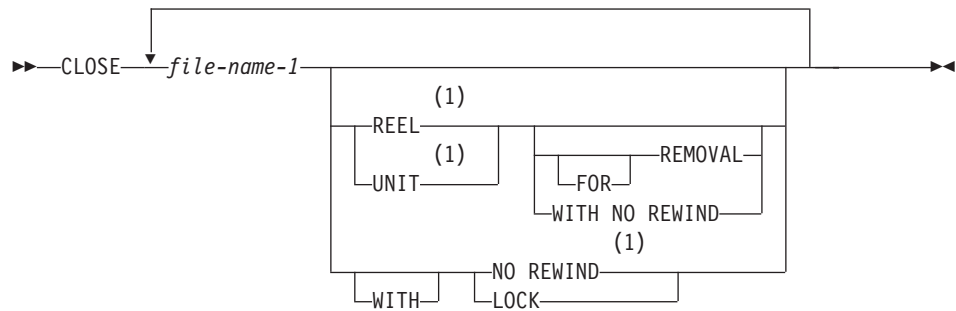 CLOSE file-name-1
(1)
REEL
(1) REMOVAL
UNIT FOR
WITH NO REWIND
(1)
NO REWIND
WITH LOCK